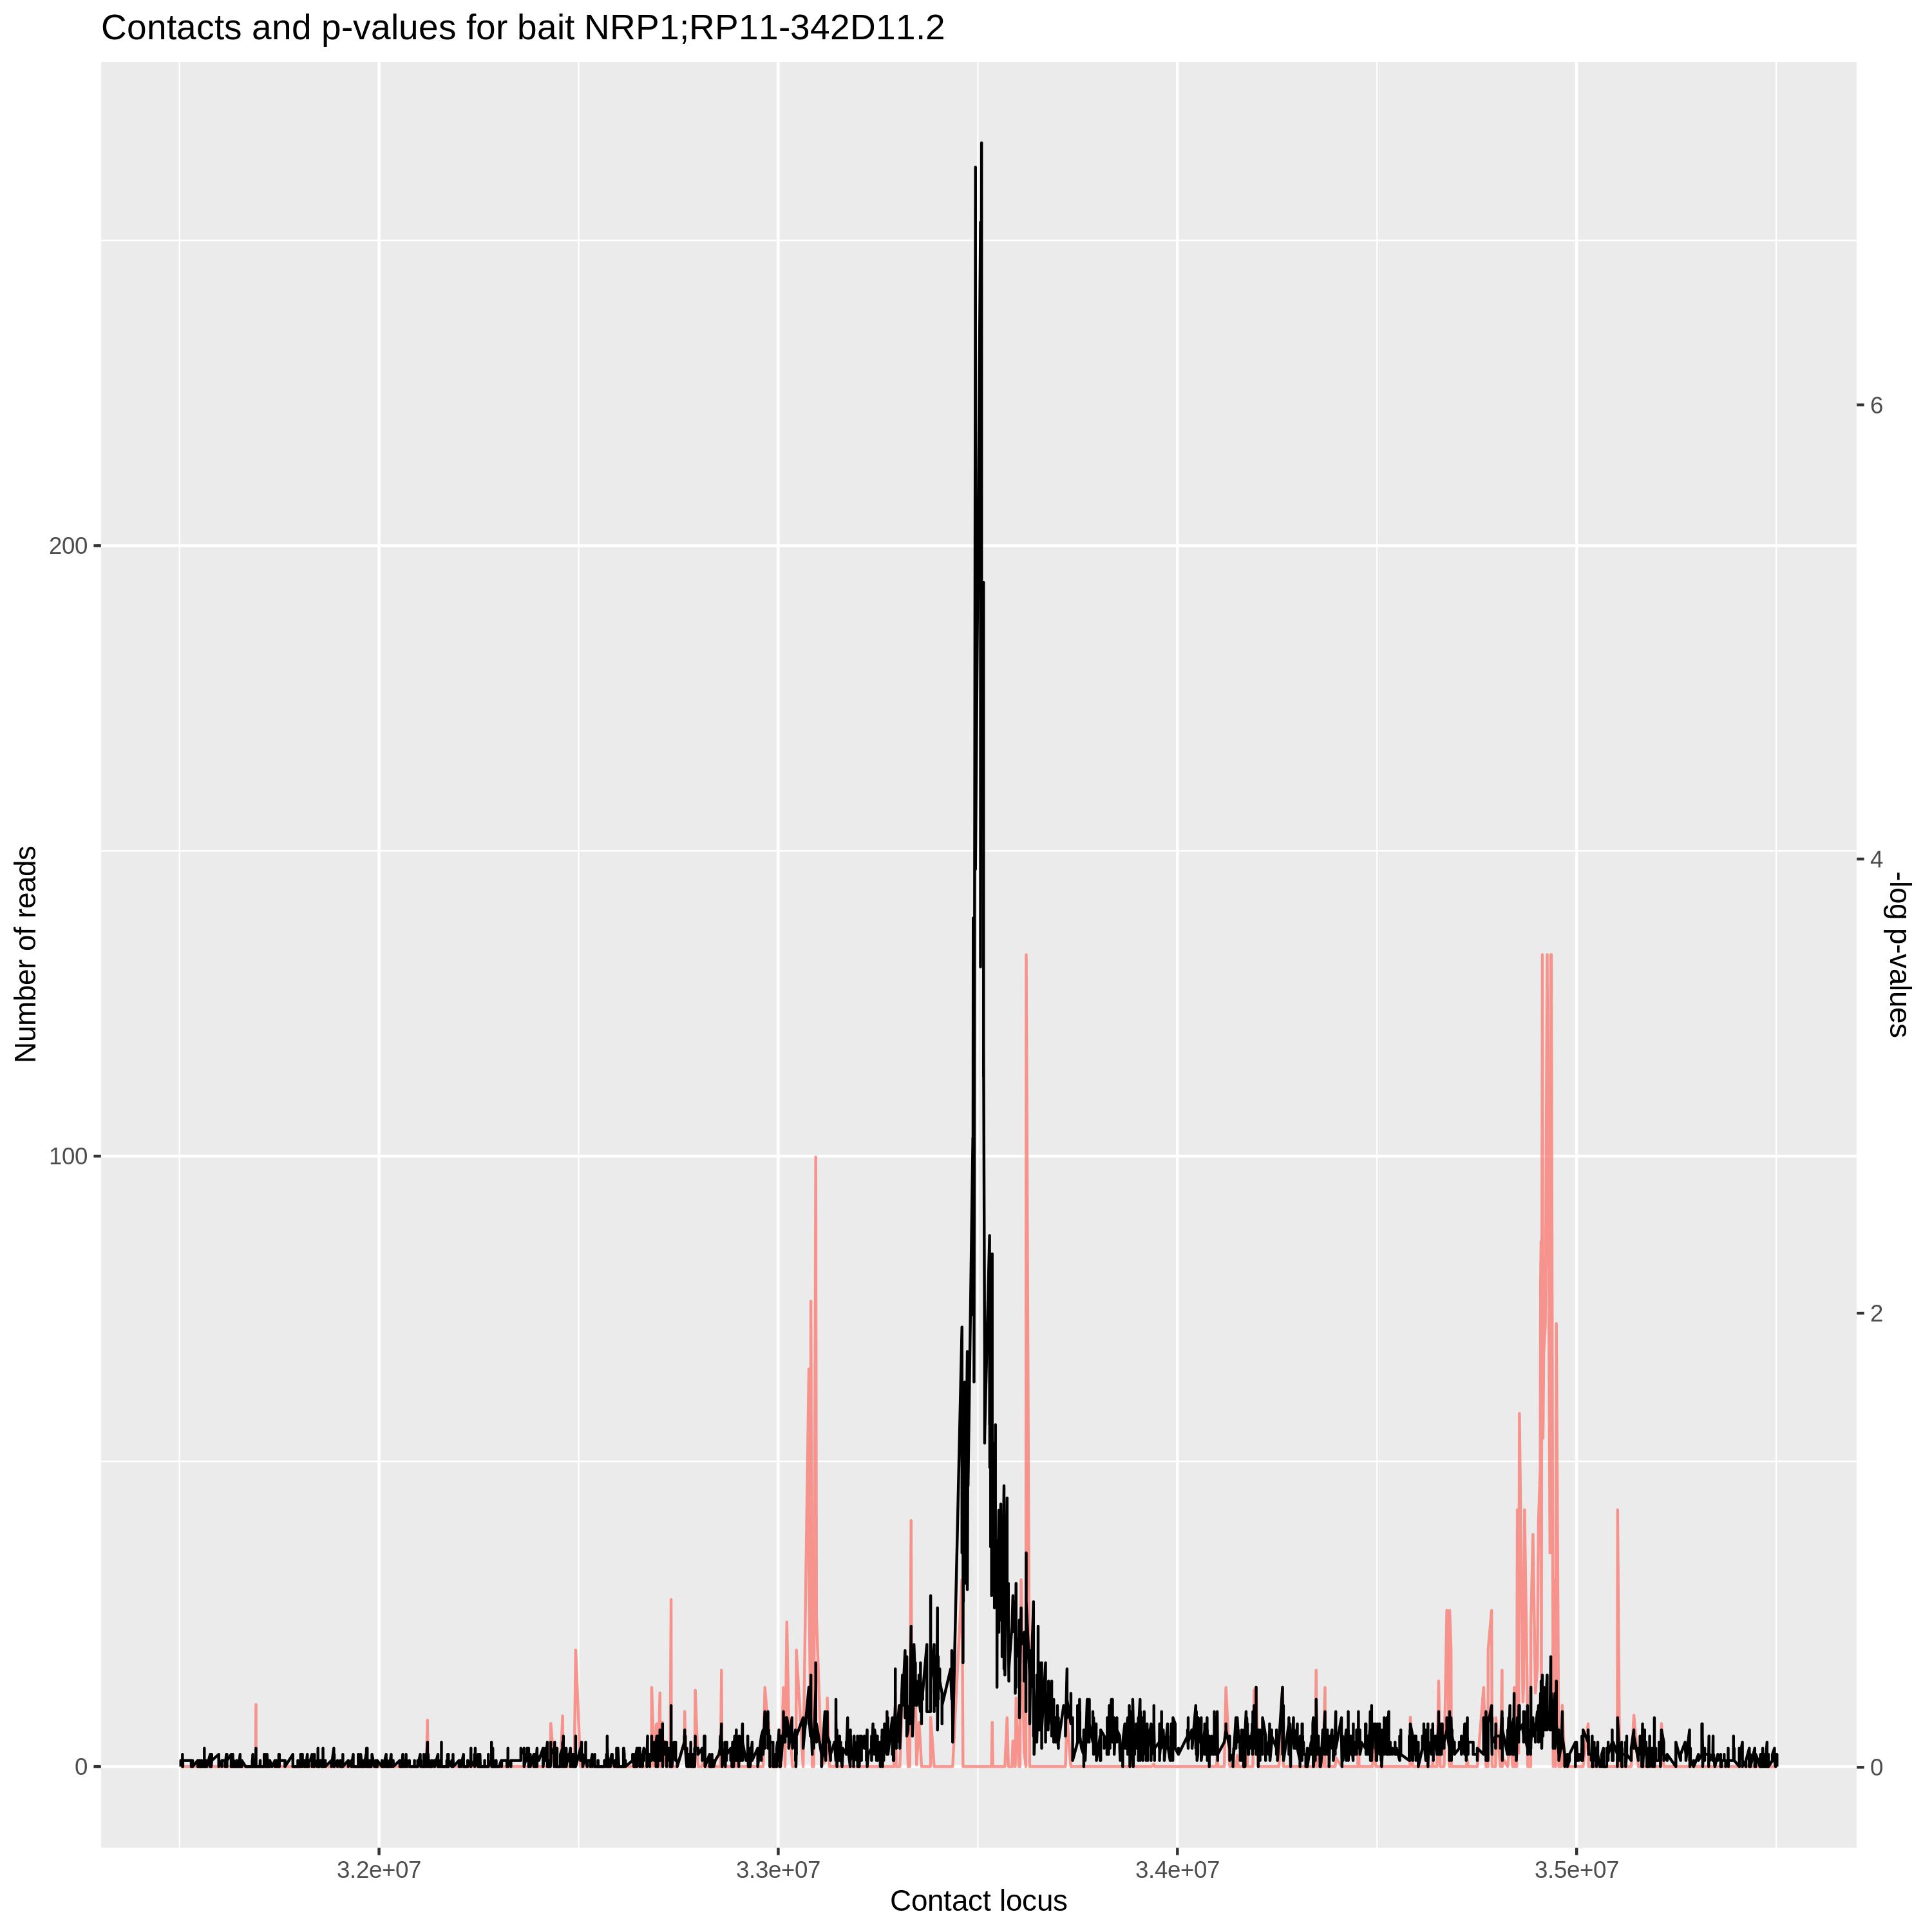 Contacts and p-values for bait NRP1;RP11-342D11.2
Number of reads
200
100
0
6
4
2
0
-log p-values
3.2e+07
3.3e+07
3.4e+07
3.5e+07
Contact locus